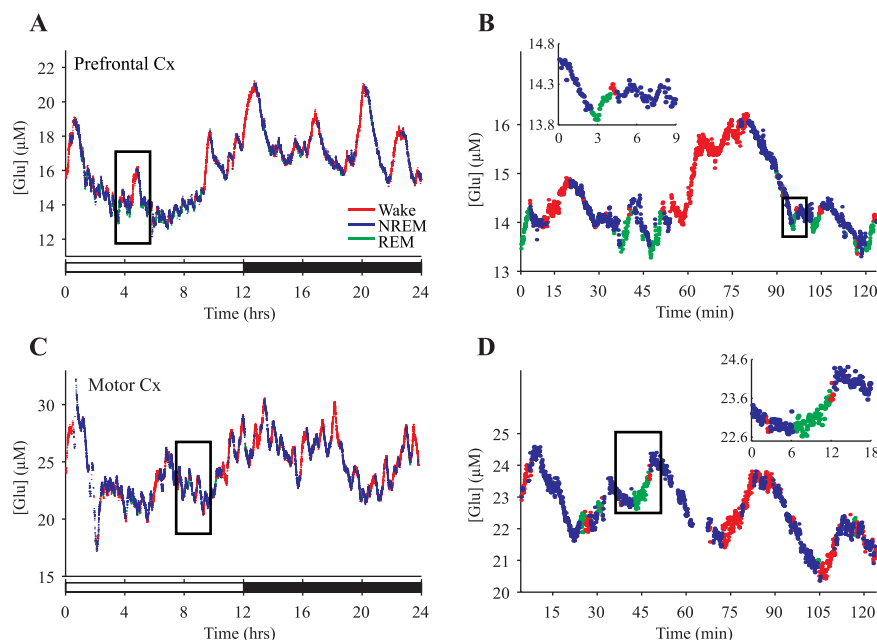 A
Prefrontal Cx
[Glu] (µM)
22
20
18
16
14
12
Wake
NREM
REM
0 4 8 12 16 20 24
Time (hrs)
B
[Glu] (µM)
16
15
14
13
14.8
14.3
13.8
0 3 6 9
0 15 30 45 60 75 90 105 120
Time (min)
C
Motor Cx
[Glu] (µM)
30
25
20
15
0 4 8 12 16 20 24
Time (hrs)
D
[Glu] (µM)
25
24
23
22
21
20
24.6
23.6
22.6
0 6 12 18
15 30 45 60 75 90 105 120
Time (min)